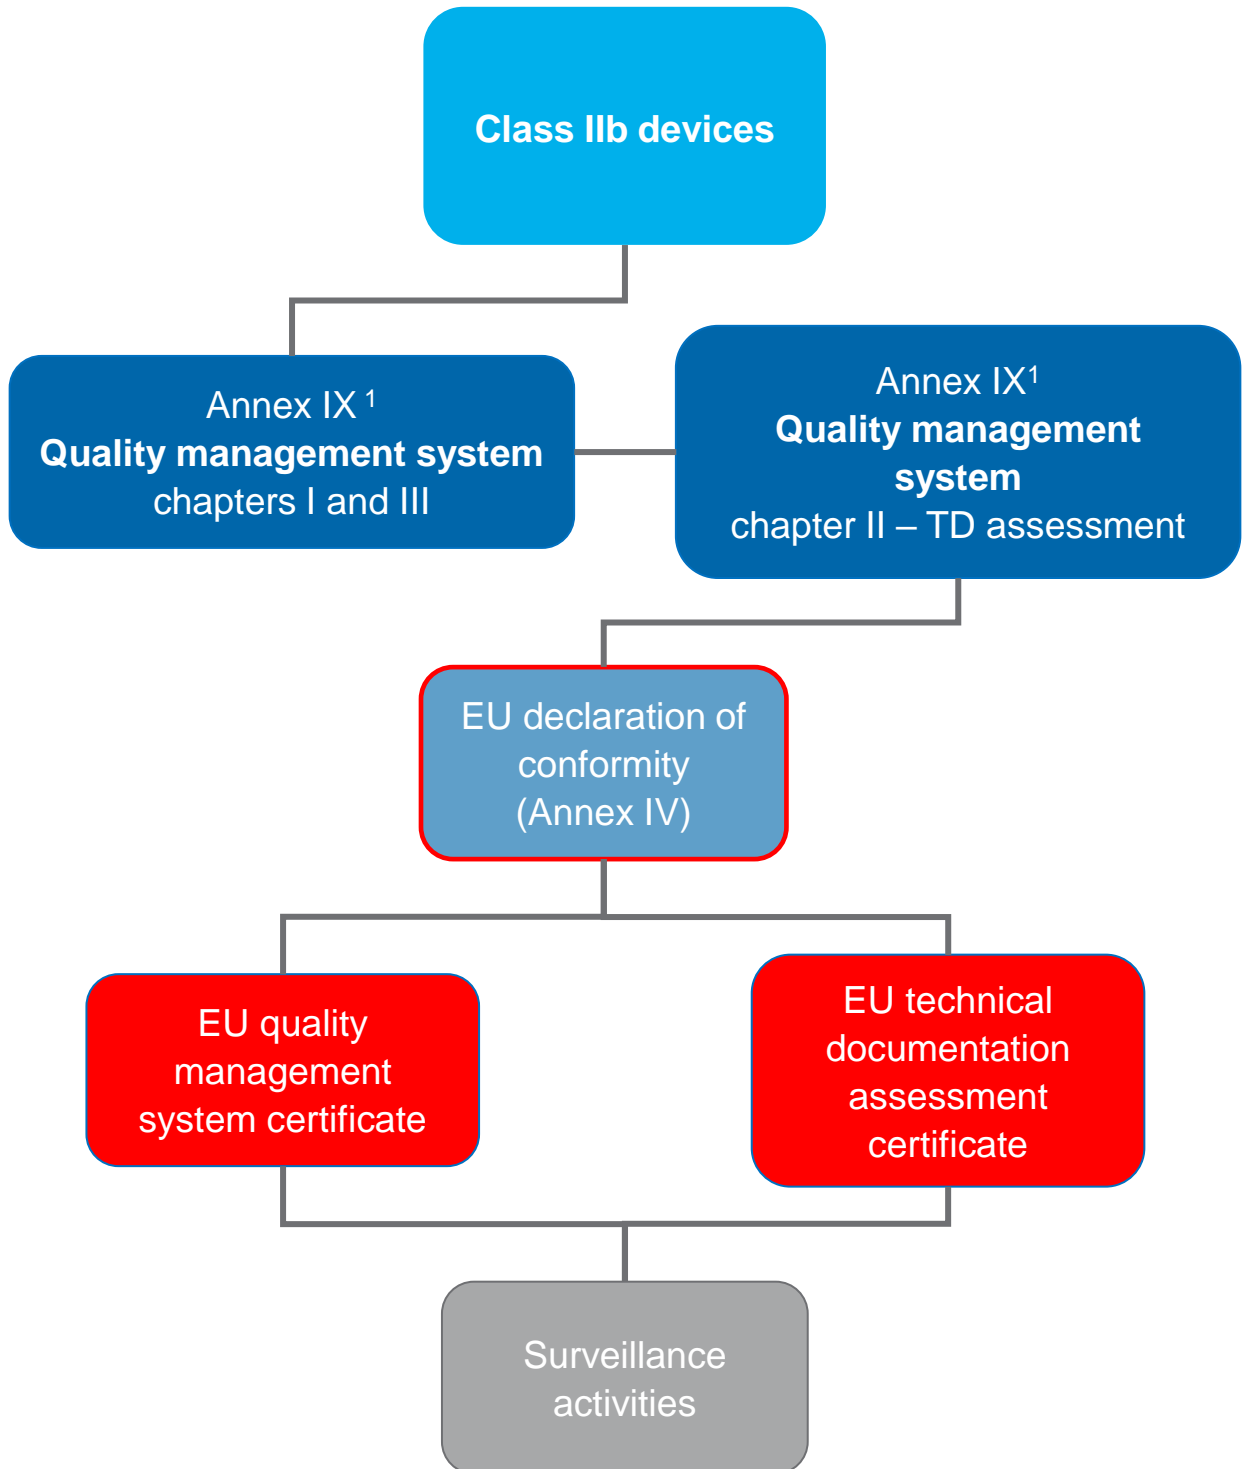 Class IIb devices
Annex IX 1
Quality management system
chapters I and III
Annex IX1
Quality management
system
chapter II – TD assessment
EU declaration of
conformity
(Annex IV)
EU quality
management
system certificate
EU technical
documentation
assessment
certificate
Surveillance
activities